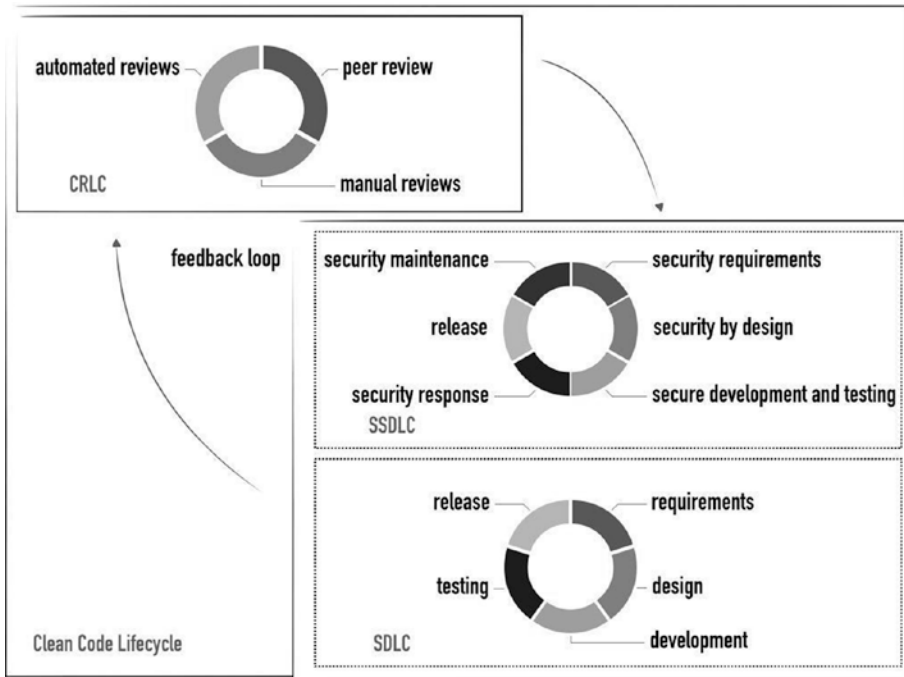 automated reviews
peer review
manual reviews
CRLC
feedback loop
security maintenance
security requirements
release
security by design
security response
secure development and testing
SSDLC
release
requirements
testing
design
development
SDLC
Clean Code Lifecycle